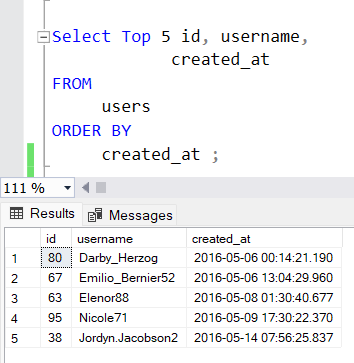 Select Top 5 id, username,
created_at
FROM
users
ORDER BY
created_at ;
111 %
Results Messages
id username created_at
1 80 Darby_Herzog 2016-05-06 00:14:21.190
2 67 Emilio_Bernier52 2016-05-06 13:04:29.960
3 63 Elenor88 2016-05-08 01:30:40.677
4 95 Nicole71 2016-05-09 17:30:22.370
5 38 Jordyn.Jacobson2 2016-05-14 07:56:25.837